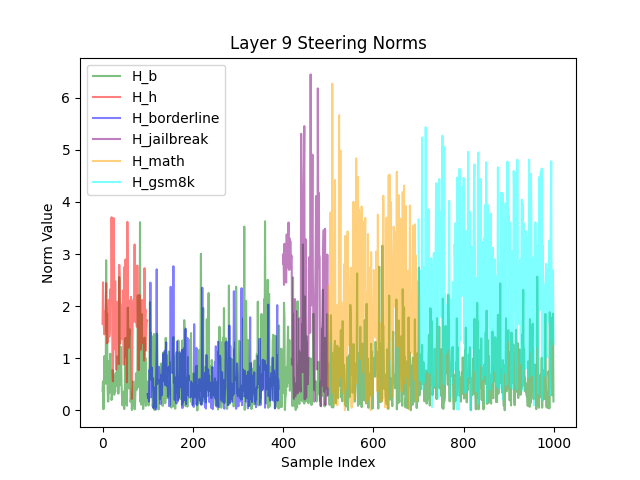 Layer 9 Steering Norms
H_b
H_h
H_borderline
H_jailbreak
H_math
H_gsm8k
Norm Value
6
5
4
3
2
1
0
0 200 400 600 800 1000
Sample Index